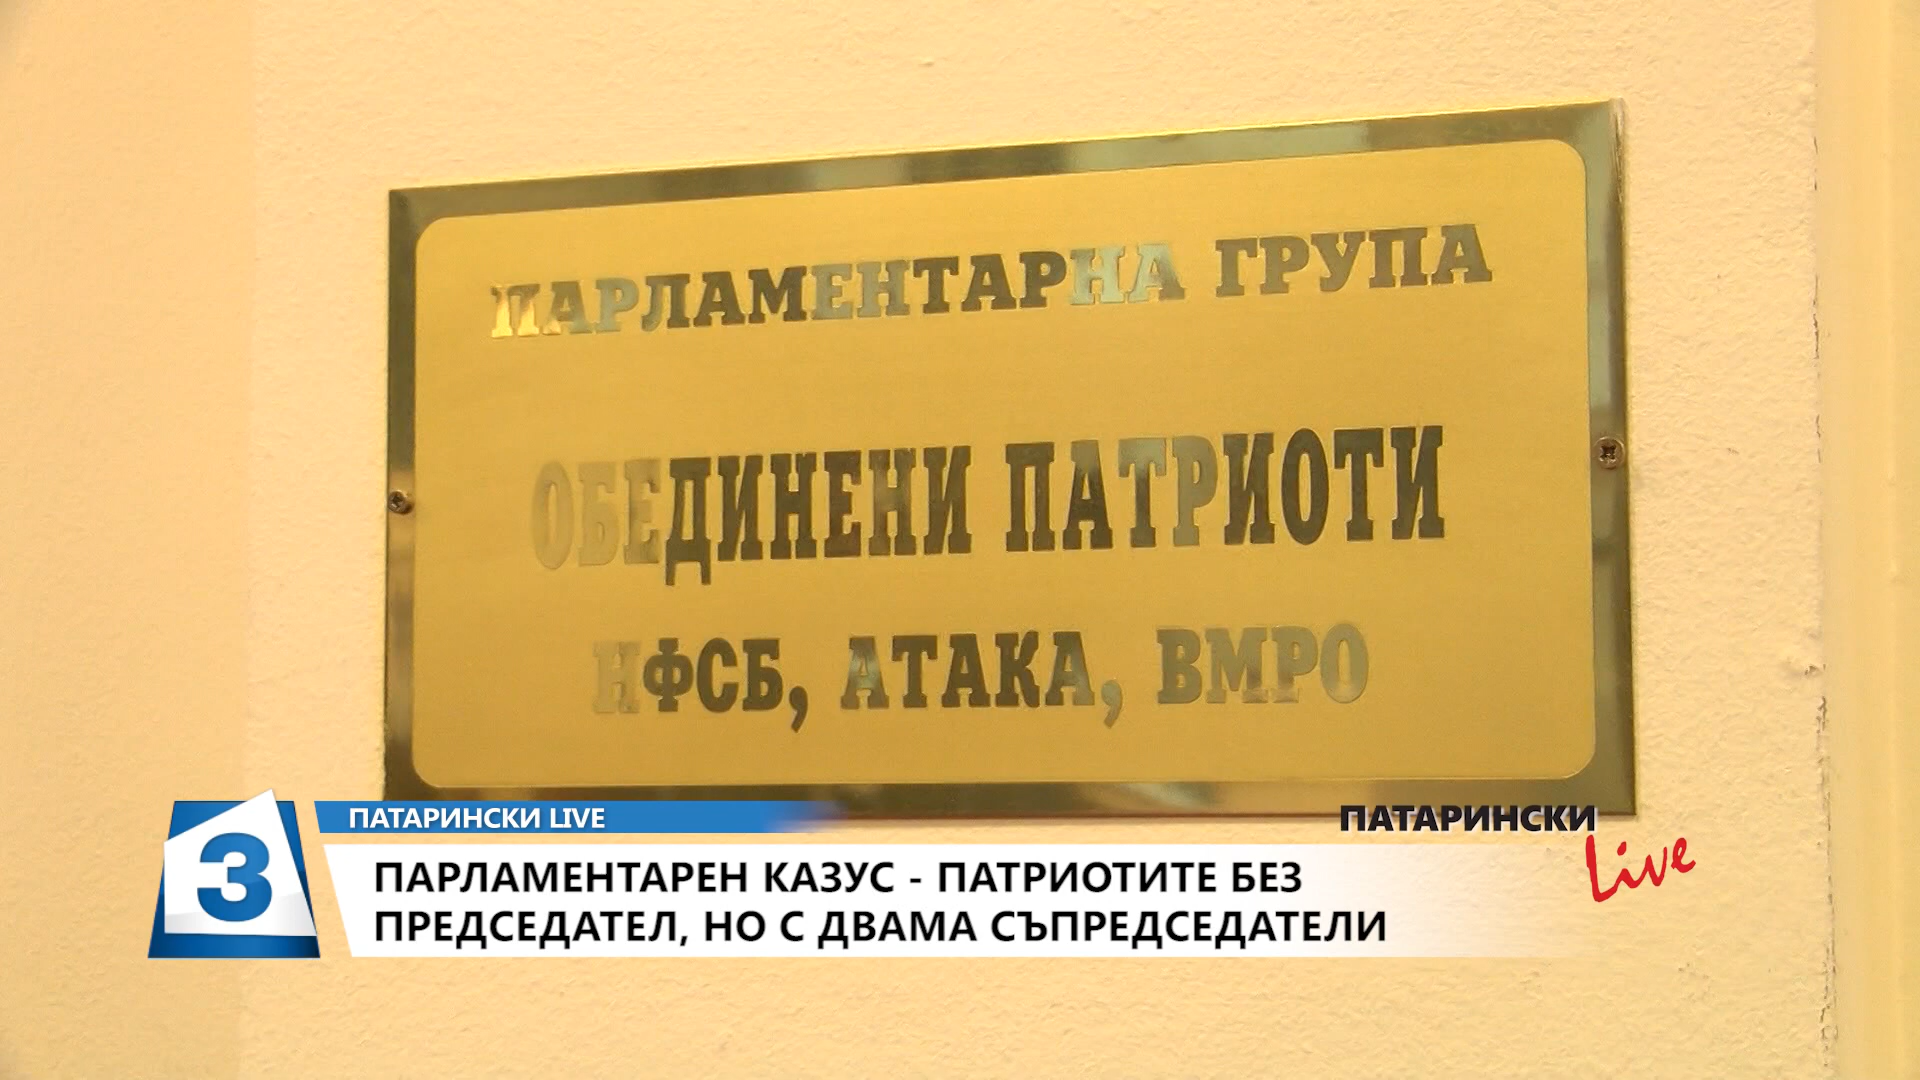 ПАРЛАМЕНТАРНА ГРУПА
ОБЕДИНЕНИ ПАТРИОТИ
НФСБ, АТАКА, ВМРО
3
ПАТАРИНСКИ LIVE
ПАТАРИНСКИ
Live
ПАРЛАМЕНТАРЕН КАЗУС - ПАТРИОТИТЕ БЕЗ
ПРЕДСЕДАТЕЛ, НО С ДВАМА СЪПРЕДСЕДАТЕЛИ